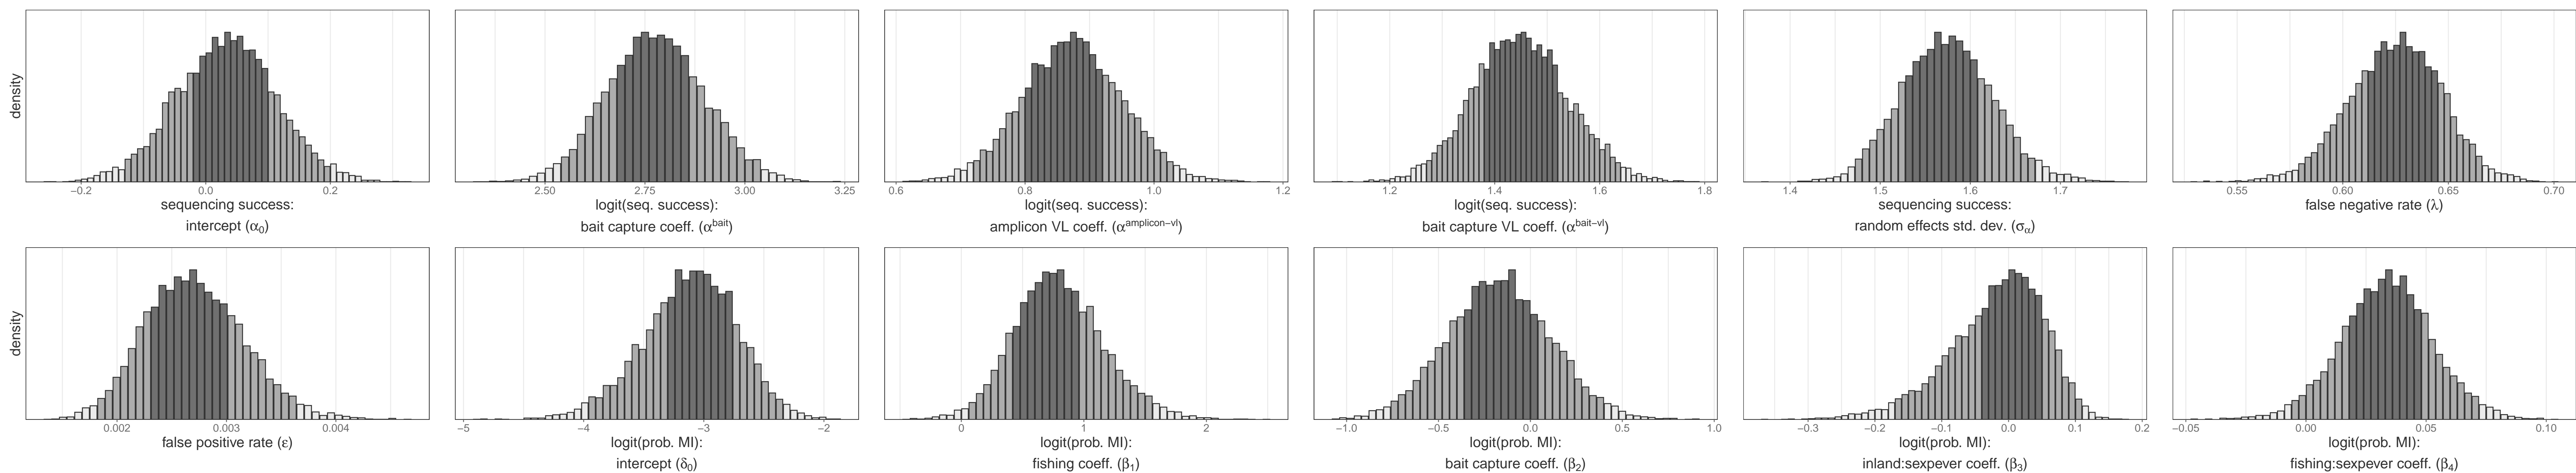 density
−0.2 0.0 0.2
sequencing success:
intercept (α₀)
2.50 2.75 3.00 3.25
logit(seq. success):
bait capture coeff. (α^bait)
0.6 0.8 1.0 1.2
logit(seq. success):
amplicon VL coeff. (α^amplicon−vl)
1.2 1.4 1.6 1.8
logit(seq. success):
bait capture VL coeff. (α^bait−vl)
1.4 1.5 1.6 1.7
sequencing success:
random effects std. dev. (σ_α)
0.55 0.60 0.65 0.70
false negative rate (λ)
density
0.002 0.003 0.004
false positive rate (ε)
−5 −4 −3 −2
logit(prob. MI):
intercept (δ₀)
0 1 2
logit(prob. MI):
fishing coeff. (β₁)
−1.0 −0.5 0.0 0.5 1.0
logit(prob. MI):
bait capture coeff. (β₂)
−0.3 −0.2 −0.1 0.0 0.1 0.2
logit(prob. MI):
inland:sexpever coeff. (β₃)
−0.05 0.00 0.05 0.10
logit(prob. MI):
fishing:sexpever coeff. (β₄)